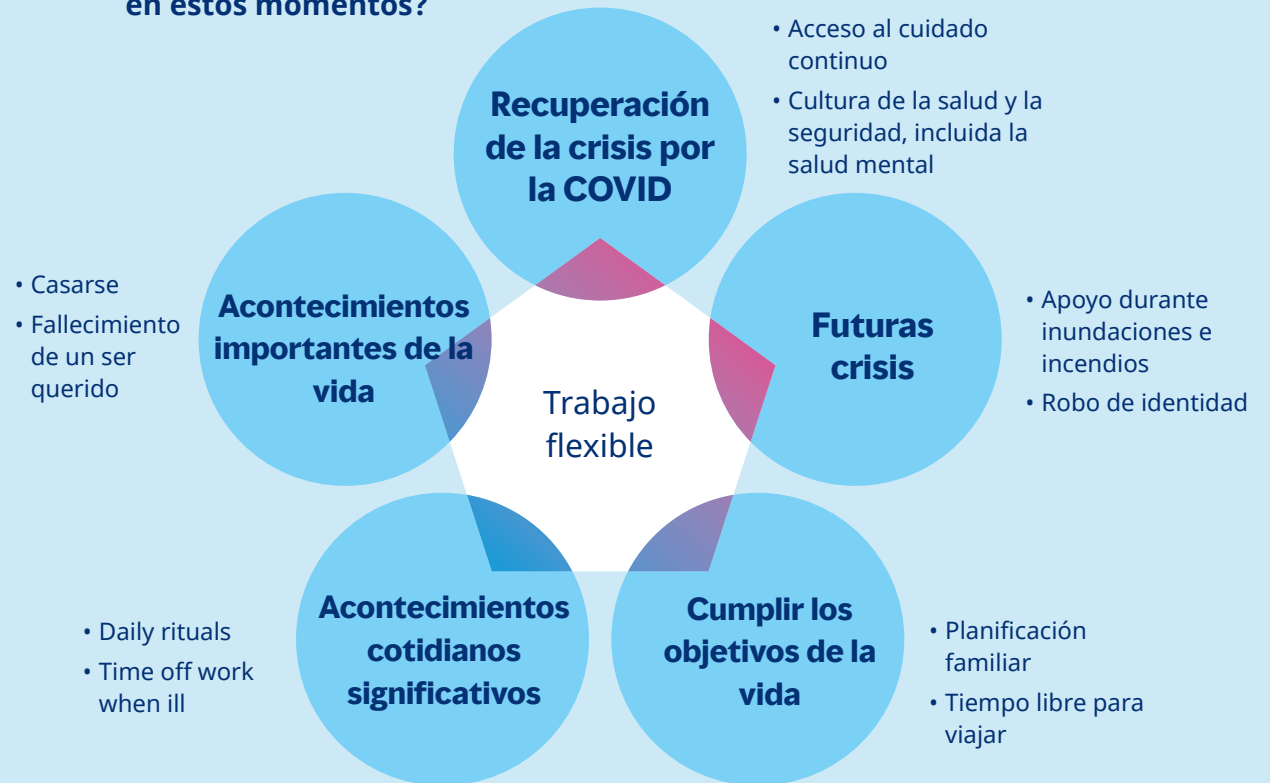 en estos momentos?
Recuperación
de la crisis por
la COVID
• Acceso al cuidado
continuo
• Cultura de la salud y la
seguridad, incluida la
salud mental
Acontecimientos
importantes de la
vida
• Casarse
• Fallecimiento
de un ser
querido
Futuras
crisis
• Apoyo durante
inundaciones e
incendios
• Robo de identidad
Trabajo
flexible
Acontecimientos
cotidianos
significativos
• Daily rituals
• Time off work
when ill
Cumplir los
objetivos de la
vida
• Planificación
familiar
• Tiempo libre para
viajar